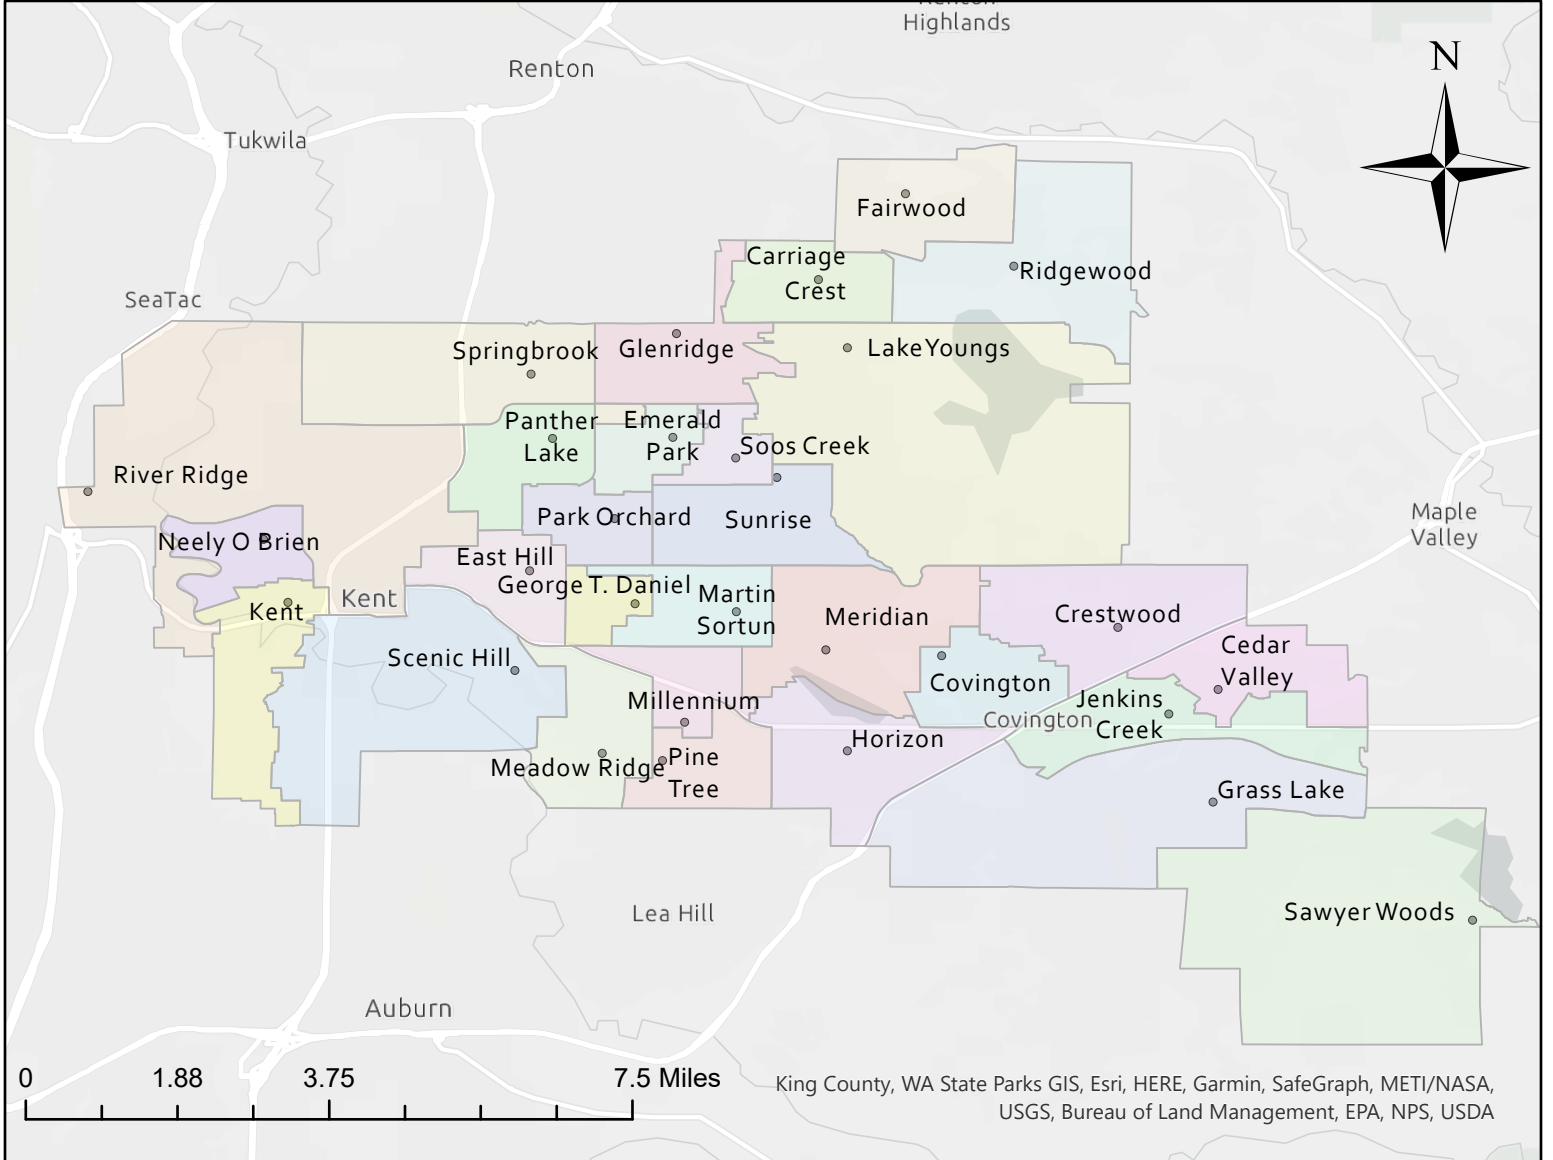 Renton
Highlands
N
Renton
Tukwila
Fairwood
Carriage
Crest
Ridgewood
SeaTac
Springbrook
Glenridge
Lake Youngs
Panther
Lake
Emerald
Park
Soos Creek
River Ridge
Park Orchard
Sunrise
Maple
Valley
Neely O Brien
East Hill
George T. Daniel
Martin
Sortun
Kent
Kent
Meridian
Crestwood
Cedar
Valley
Scenic Hill
Covington
Millennium
Jenkins
Creek
Covington
Horizon
Meadow Ridge
Pine
Tree
Grass Lake
Lea Hill
Sawyer Woods
Auburn
0
1.88
3.75
7.5 Miles
King County, WA State Parks GIS, Esri, HERE, Garmin, SafeGraph, METI/NASA,
USGS, Bureau of Land Management, EPA, NPS, USDA